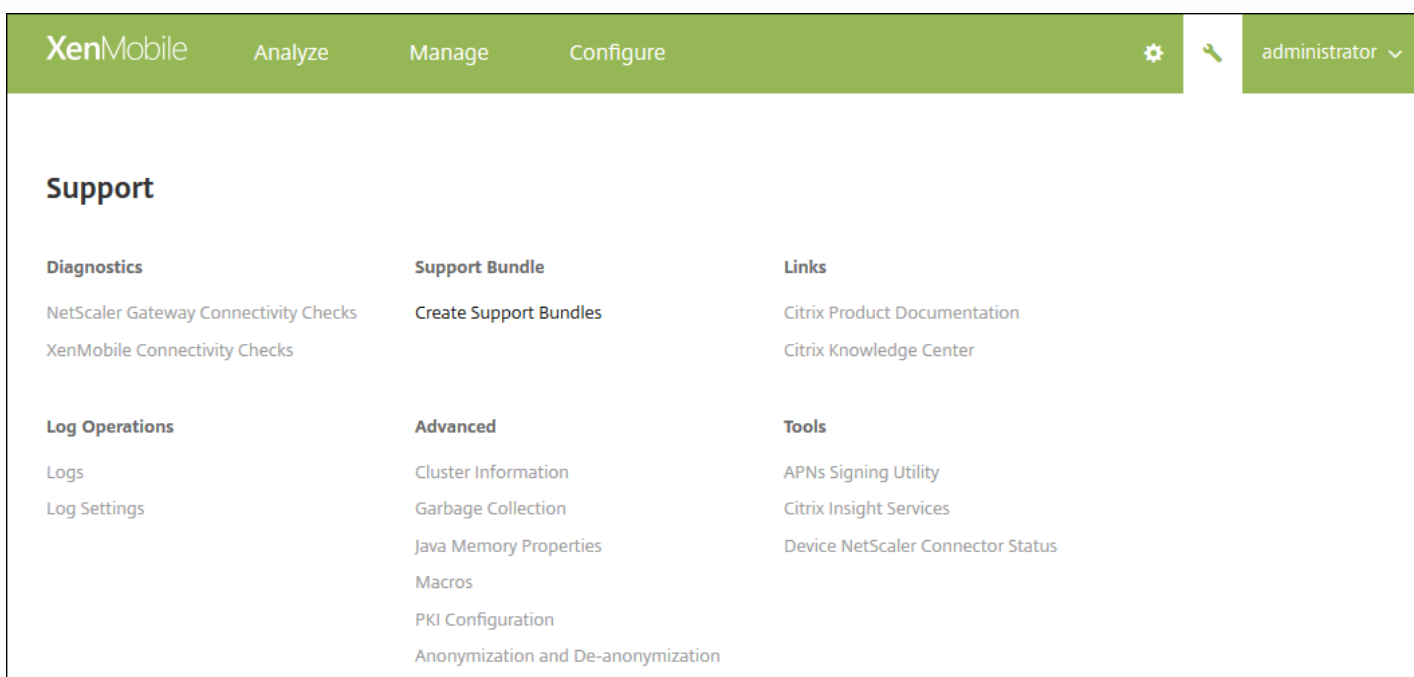 XenMobile Analyze Manage Configure administrator
Support
Diagnostics
NetScaler Gateway Connectivity Checks
XenMobile Connectivity Checks
Support Bundle
Create Support Bundles
Links
Citrix Product Documentation
Citrix Knowledge Center
Log Operations
Logs
Log Settings
Advanced
Cluster Information
Garbage Collection
Java Memory Properties
Macros
PKI Configuration
Anonymization and De-anonymization
Tools
APNs Signing Utility
Citrix Insight Services
Device NetScaler Connector Status